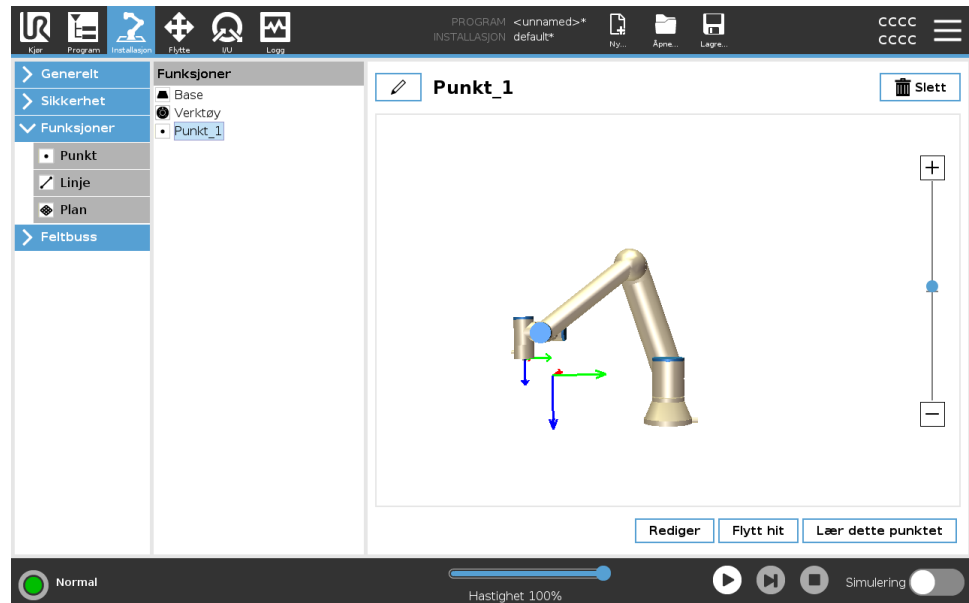 PROGRAM <unnamed>*
INSTALLASJON default*
cccc
cccc
Kjør Program Installasjon Flytte I/U Logg Ny... Åpne... Lagre...
Generelt
Sikkerhet
Funksjoner
Punkt
Linje
Plan
Feltbuss
Funksjoner
Base
Verktøy
Punkt_1
Punkt_1
Slett
Rediger Flytt hit Lær dette punktet
Normal
Hastighet 100%
Simulering